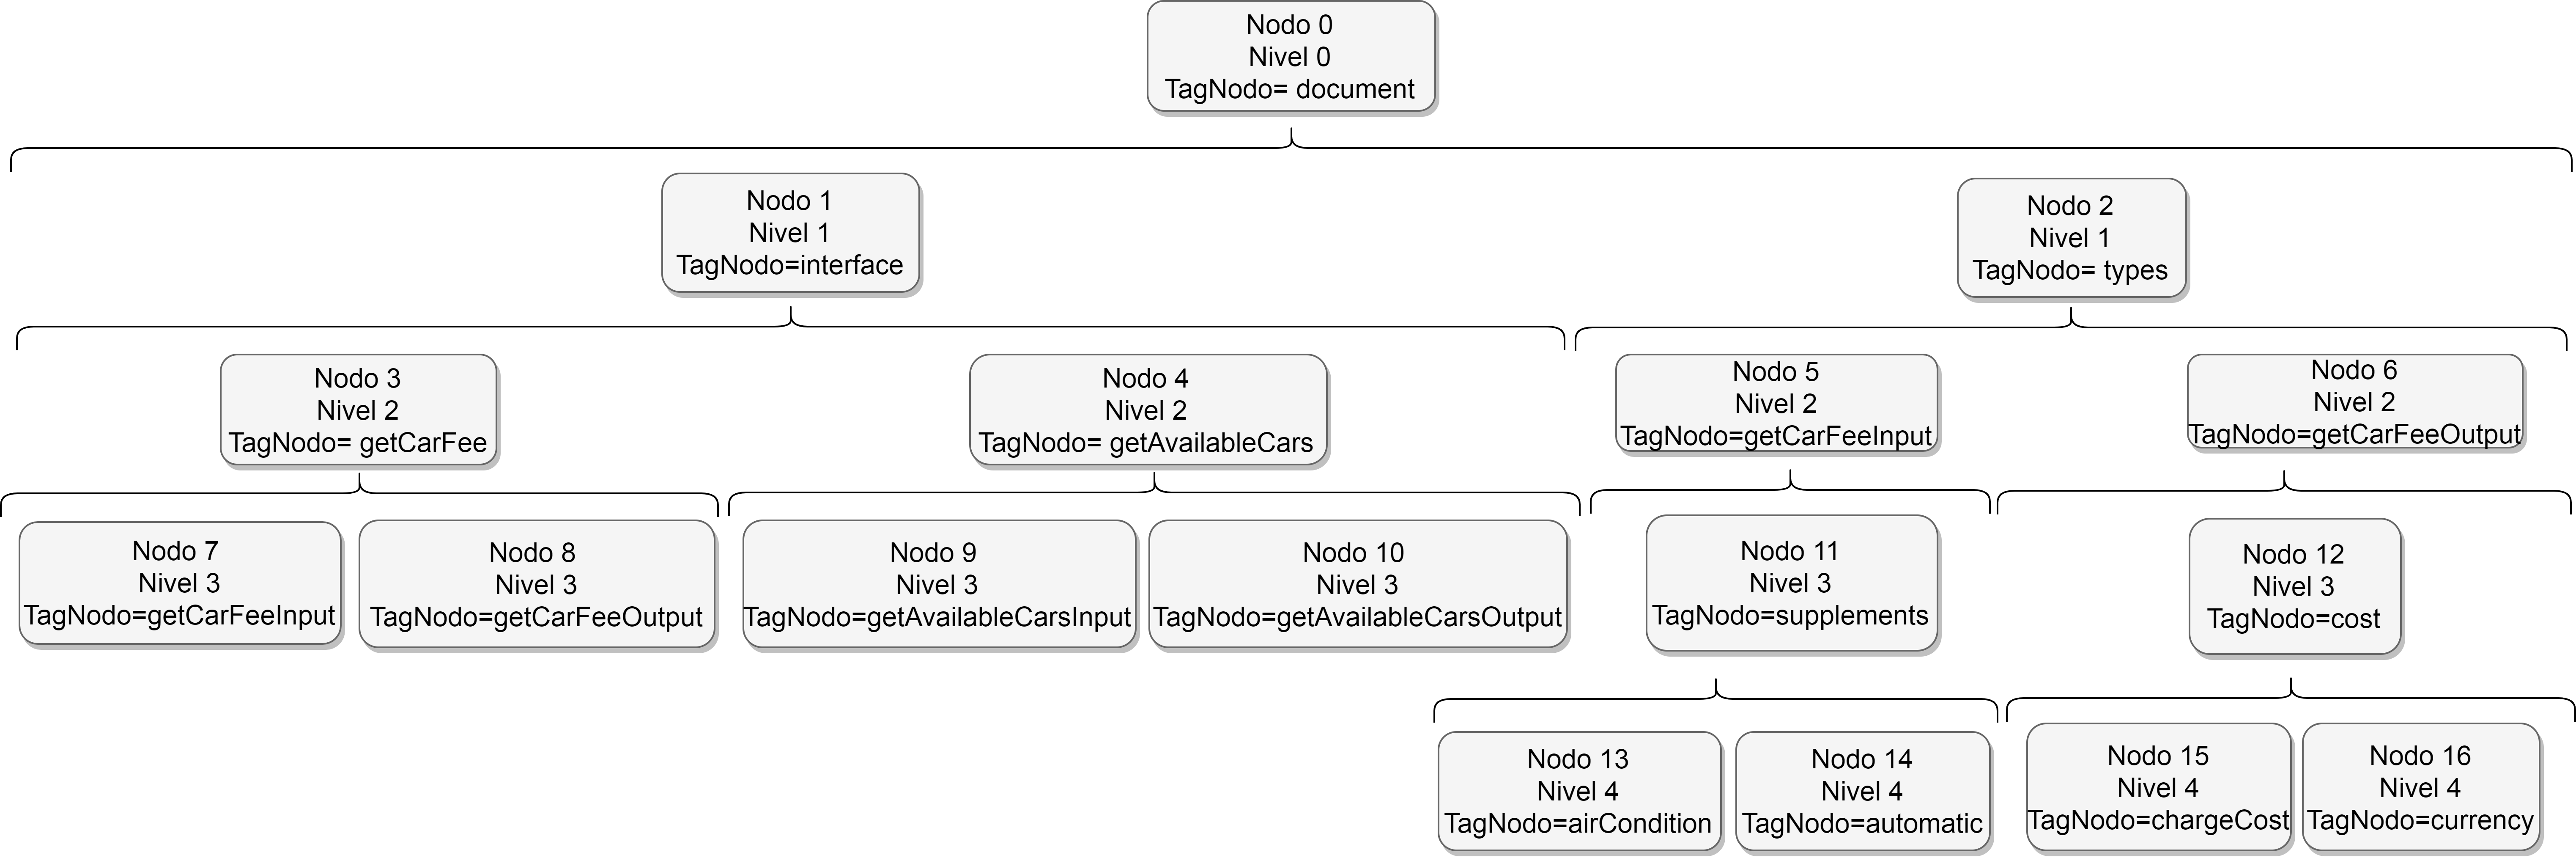 Nodo 0
Nivel 0
TagNodo= document
Nodo 1
Nivel 1
TagNodo=interface
Nodo 2
Nivel 1
TagNodo= types
Nodo 3
Nivel 2
TagNodo= getCarFee
Nodo 4
Nivel 2
TagNodo= getAvailableCars
Nodo 5
Nivel 2
TagNodo=getCarFeeInput
Nodo 6
Nivel 2
TagNodo=getCarFeeOutput
Nodo 7
Nivel 3
TagNodo=getCarFeeInput
Nodo 8
Nivel 3
TagNodo=getCarFeeOutput
Nodo 9
Nivel 3
TagNodo=getAvailableCarsInput
Nodo 10
Nivel 3
TagNodo=getAvailableCarsOutput
Nodo 11
Nivel 3
TagNodo=supplements
Nodo 12
Nivel 3
TagNodo=cost
Nodo 13
Nivel 4
TagNodo=airCondition
Nodo 14
Nivel 4
TagNodo=automatic
Nodo 15
Nivel 4
TagNodo=chargeCost
Nodo 16
Nivel 4
TagNodo=currency